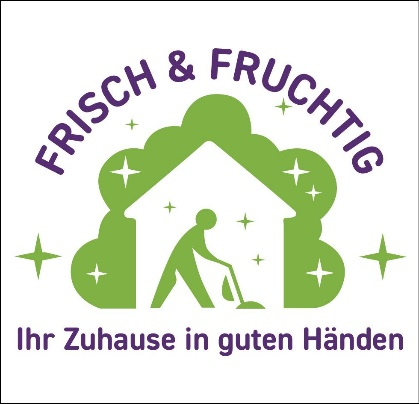 FRISCH & FRUCHTIG
Ihr Zuhause in guten Händen